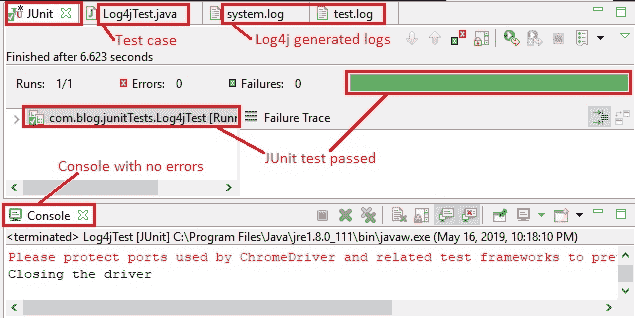 JUnit Log4jTest.java system.log test.log
Test case Log4j generated logs
Finished after 6.623 seconds
Runs: 1/1 Errors: 0 Failures: 0
com.blog.junitTests.Log4jTest [Runn Failure Trace
JUnit test passed
Console with no errors
Console
<terminated> Log4jTest [JUnit] C:\Program Files\Java\jre1.8.0_111\bin\javaw.exe (May 16, 2019, 10:18:10 PM)
Please protect ports used by ChromeDriver and related test frameworks to pre
Closing the driver